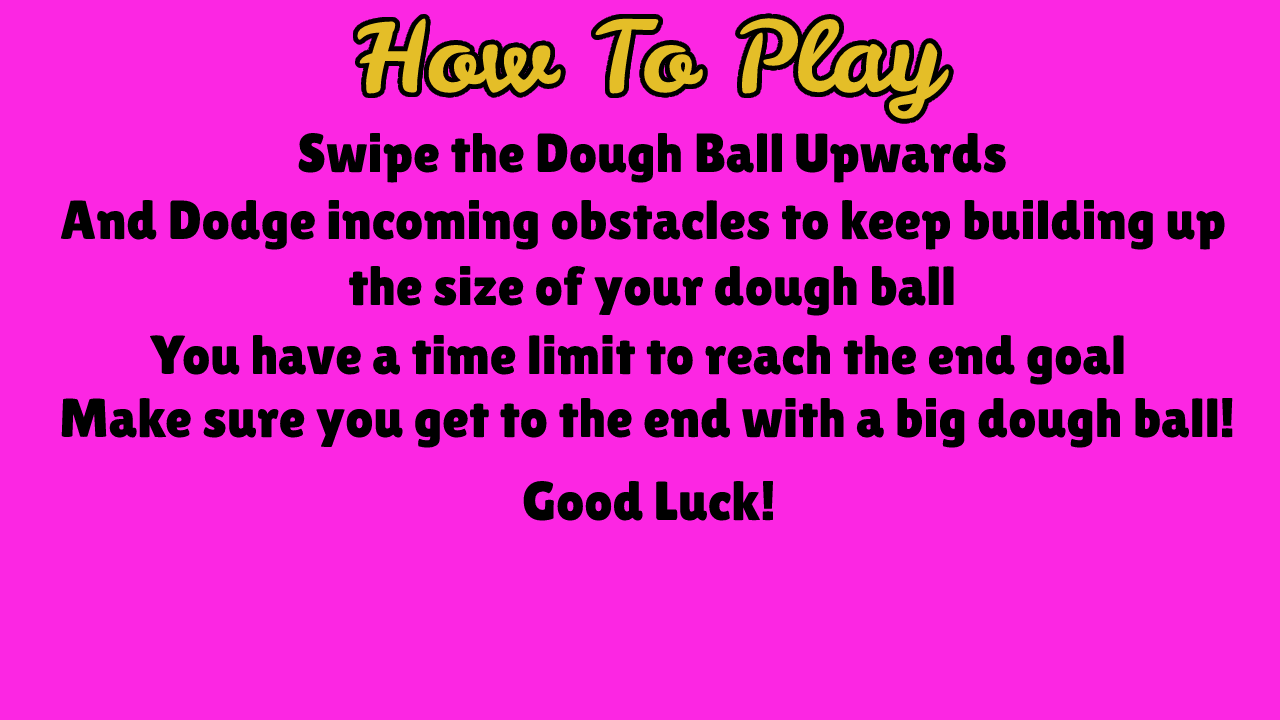 How To Play
Swipe the Dough Ball Upwards
And Dodge incoming obstacles to keep building up
the size of your dough ball
You have a time limit to reach the end goal
Make sure you get to the end with a big dough ball!
Good Luck!